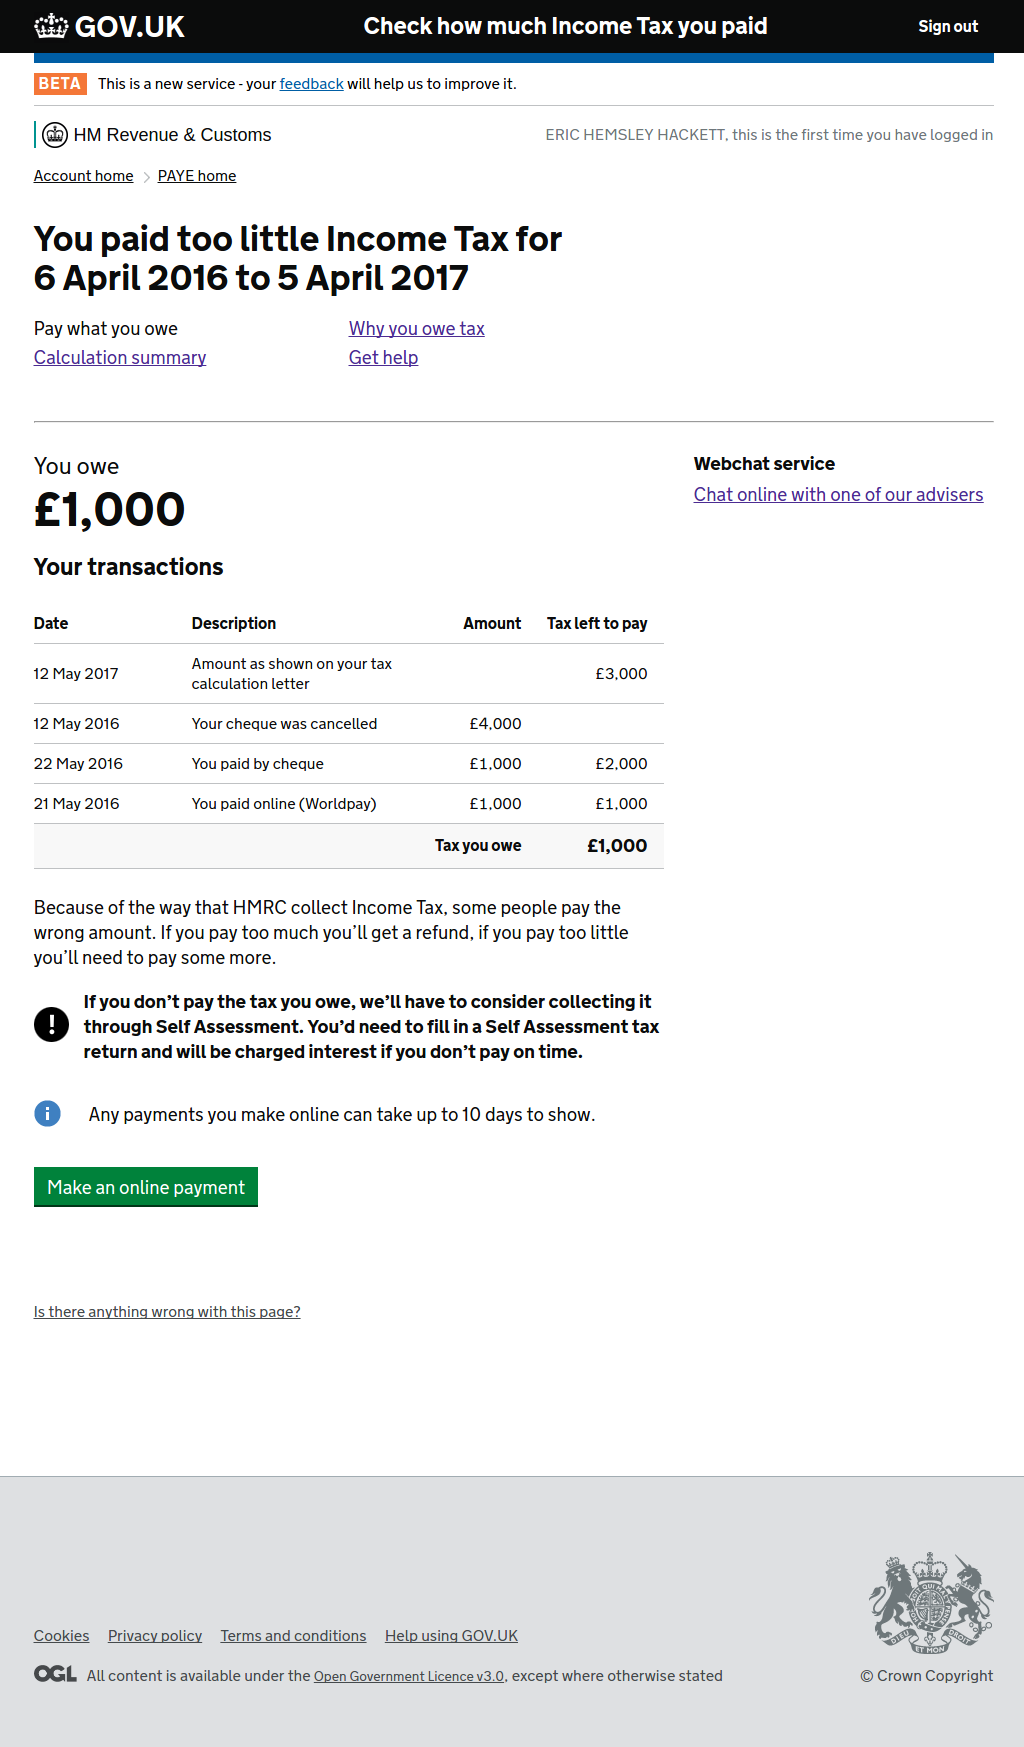 GOV.UK
Check how much Income Tax you paid
Sign out
BETA This is a new service - your feedback will help us to improve it.
HM Revenue & Customs
ERIC HEMSLEY HACKETT, this is the first time you have logged in
Account home
PAYE home
You paid too little Income Tax for
6 April 2016 to 5 April 2017
Pay what you owe
Why you owe tax
Calculation summary
Get help
You owe
£1,000
Webchat service
Chat online with one of our advisers
Your transactions
Date Description Amount Tax left to pay
12 May 2017 Amount as shown on your tax
calculation letter £3,000
12 May 2016 Your cheque was cancelled £4,000
22 May 2016 You paid by cheque £1,000 £2,000
21 May 2016 You paid online (Worldpay) £1,000 £1,000
Tax you owe £1,000
Because of the way that HMRC collect Income Tax, some people pay the
wrong amount. If you pay too much you’ll get a refund, if you pay too little
you’ll need to pay some more.
If you don’t pay the tax you owe, we’ll have to consider collecting it
through Self Assessment. You’d need to fill in a Self Assessment tax
return and will be charged interest if you don’t pay on time.
Any payments you make online can take up to 10 days to show.
Make an online payment
Is there anything wrong with this page?
Cookies Privacy policy Terms and conditions Help using GOV.UK
OGL All content is available under the Open Government Licence v3.0, except where otherwise stated
DIEU ET MON DROIT
© Crown Copyright